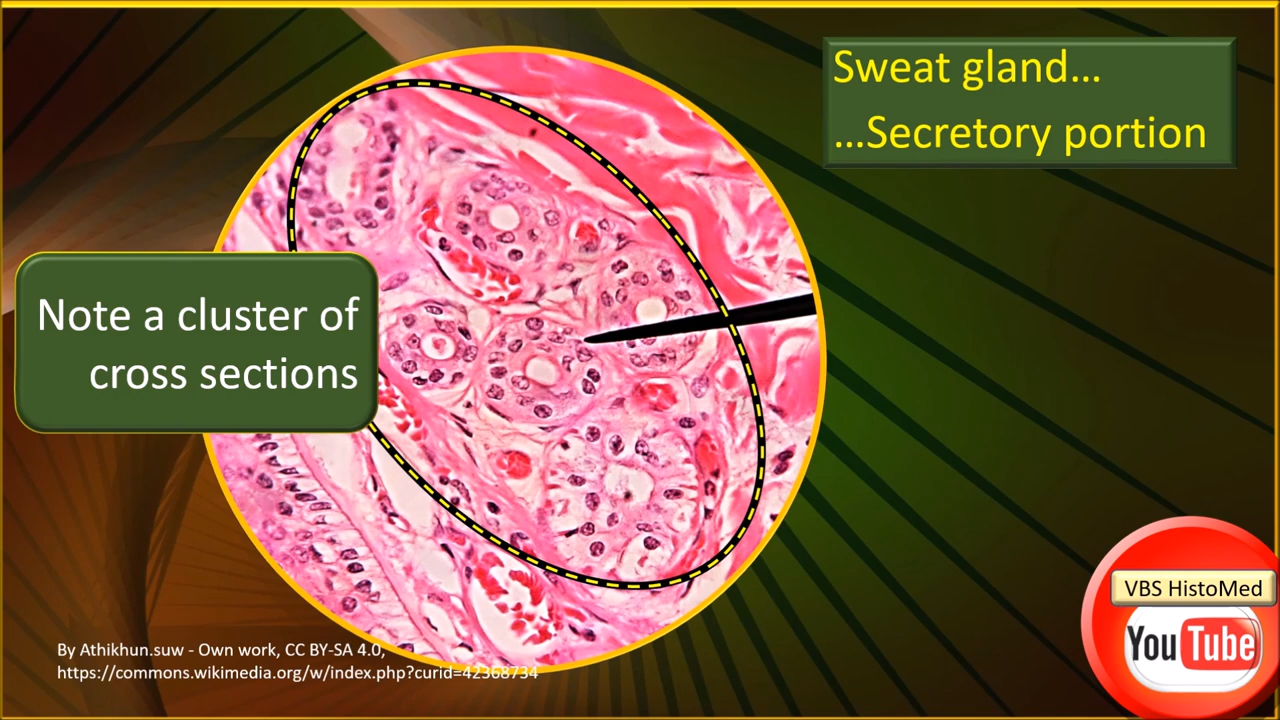 Sweat gland…
…Secretory portion
Note a cluster of
cross sections
VBS HistoMed
YouTube
By Athikhun.suw - Own work, CC BY-SA 4.0,
https://commons.wikimedia.org/w/index.php?curid=42368734